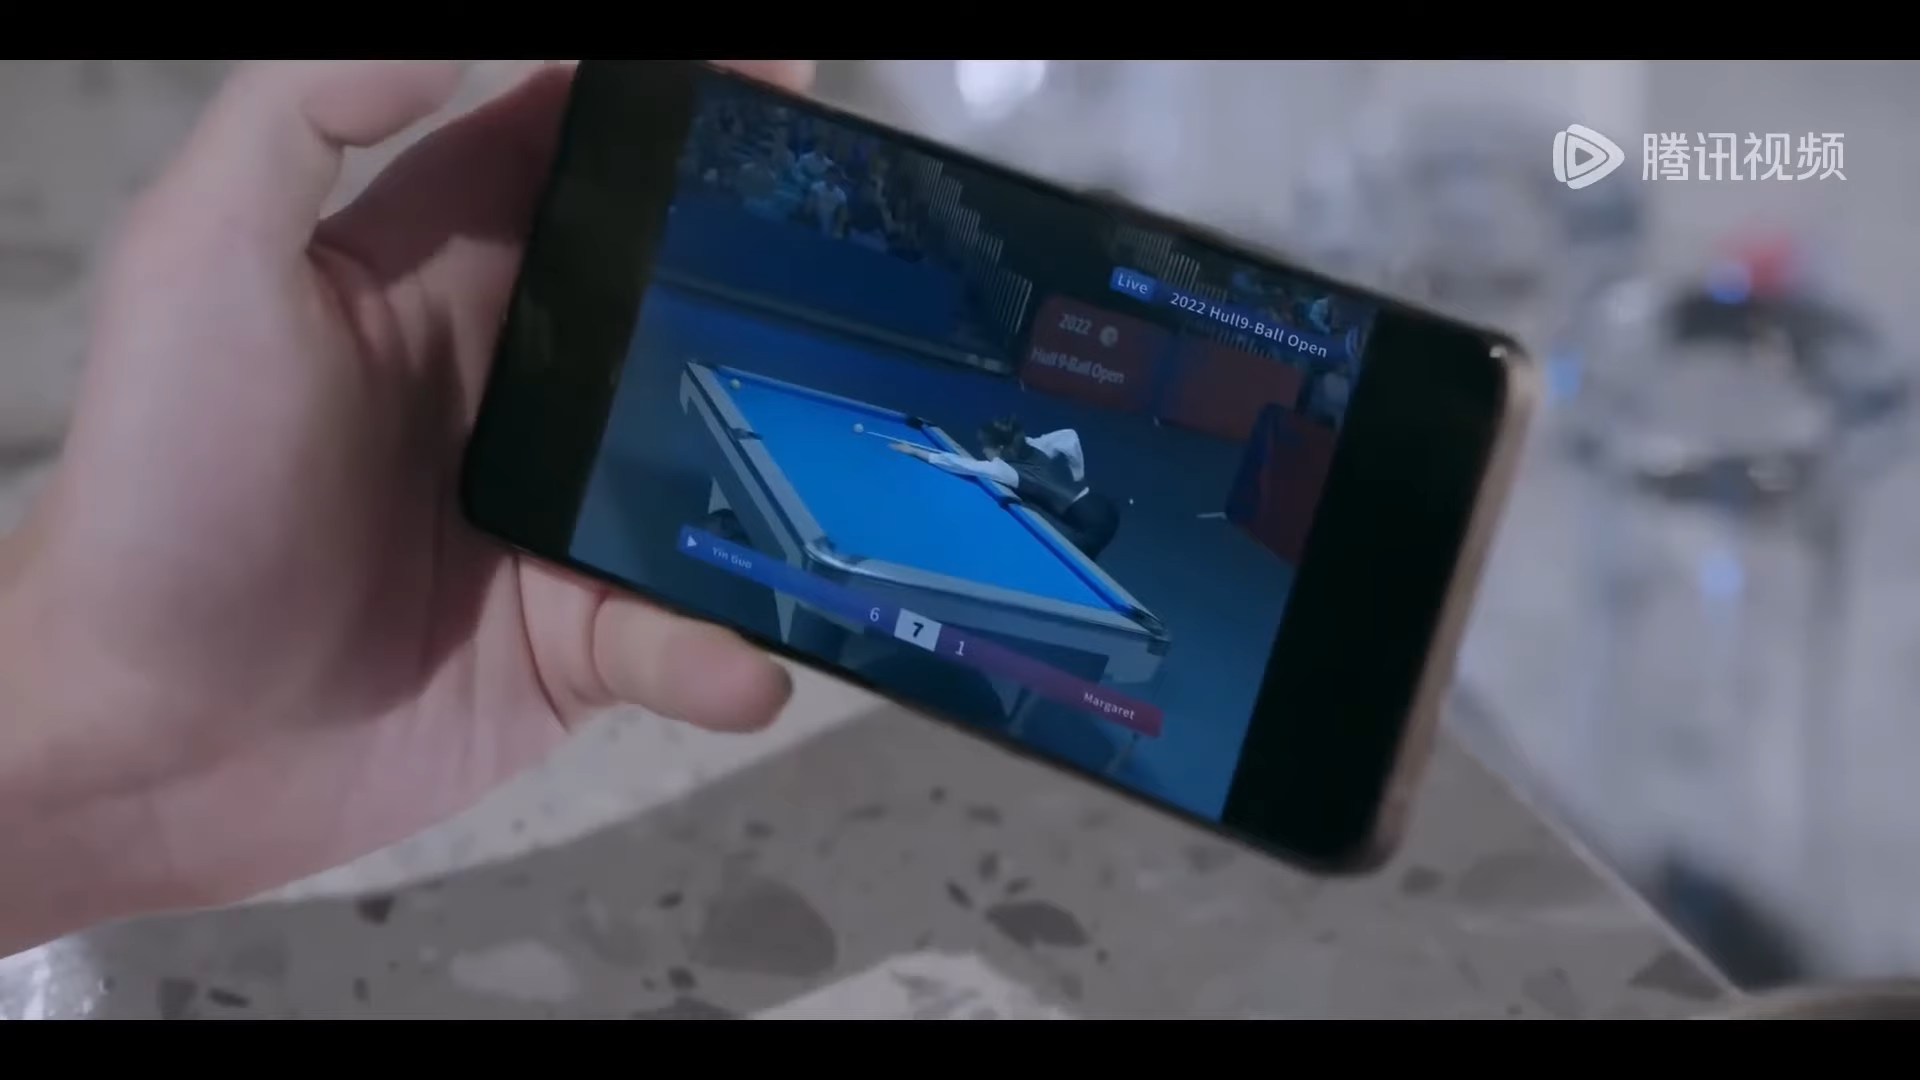 腾讯视频
Live 2022 Hull9-Ball Open
2022
Hull 9-Ball Open
Yin Guo 6 7 1 Margaret